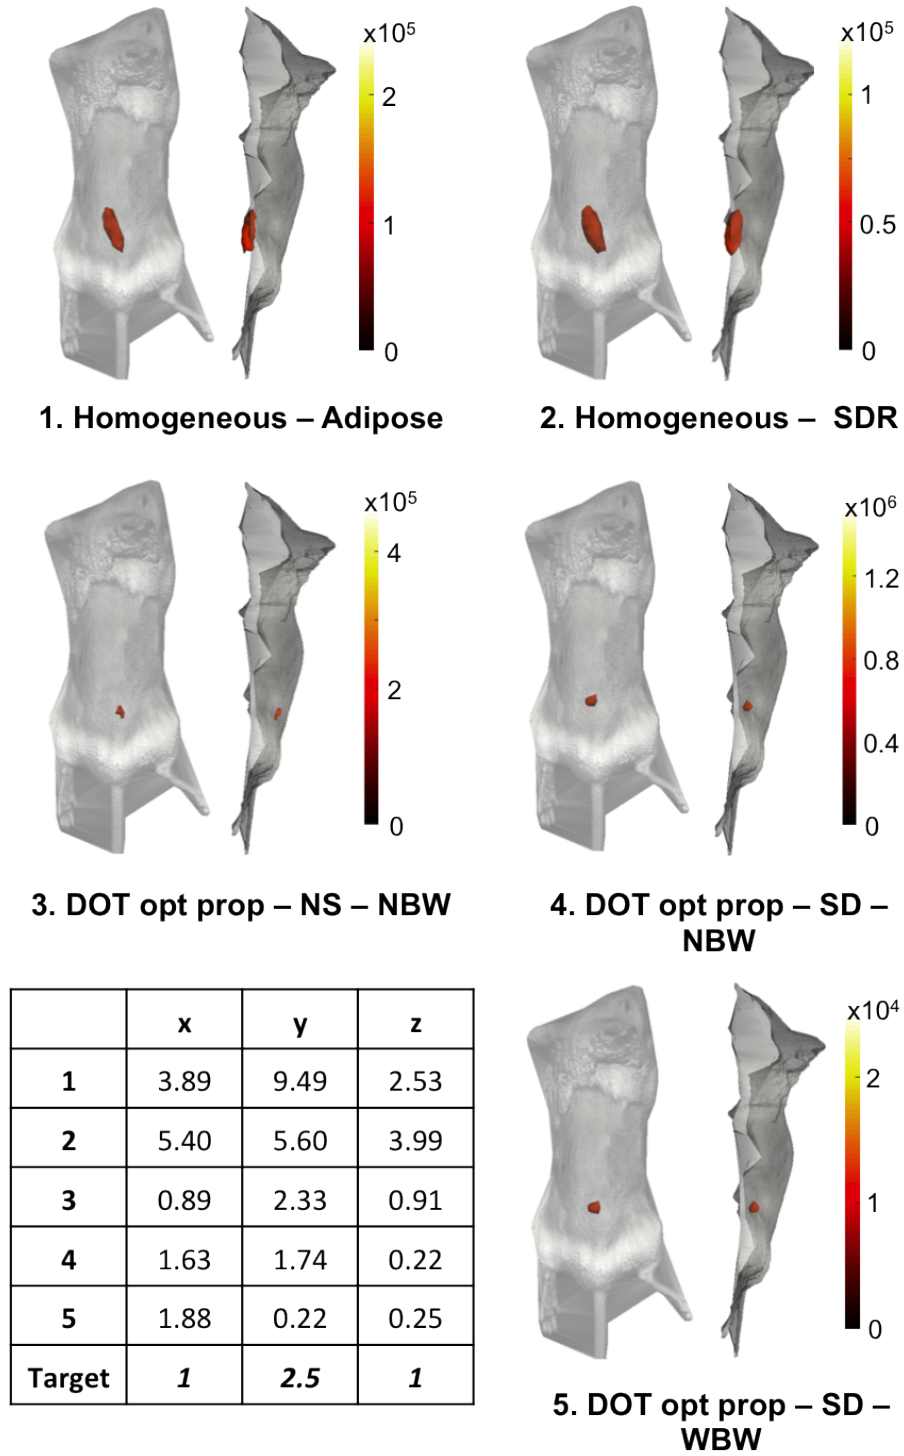 x10⁵
2
1
0
x10⁵
1
0.5
0
1. Homogeneous – Adipose
2. Homogeneous – SDR
x10⁵
4
2
0
x10⁶
1.2
0.8
0.4
0
3. DOT opt prop – NS – NBW
4. DOT opt prop – SD –
NBW
x y z
1 3.89 9.49 2.53
2 5.40 5.60 3.99
3 0.89 2.33 0.91
4 1.63 1.74 0.22
5 1.88 0.22 0.25
Target 1 2.5 1
x10⁴
2
1
0
5. DOT opt prop – SD –
WBW